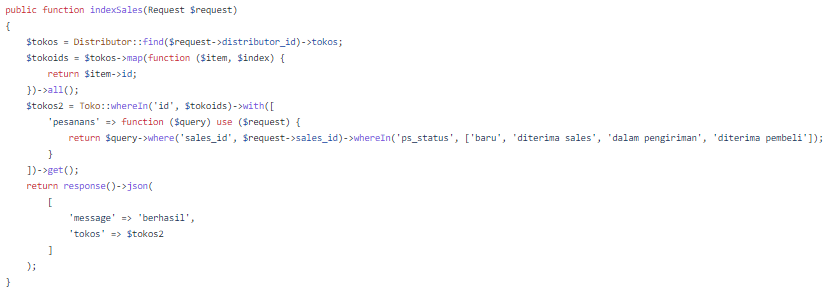 public function indexSales(Request $request)
{
    $tokos = Distributor::find($request->distributor_id)->tokos;
    $tokoids = $tokos->map(function ($item, $index) {
        return $item->id;
    })->all();
    $tokos2 = Toko::whereIn('id', $tokoids)->with([
        'pesanans' => function ($query) use ($request) {
            return $query->where('sales_id', $request->sales_id)->whereIn('ps_status', ['baru', 'diterima sales', 'dalam pengiriman', 'diterima pembeli']);
        }
    ])->get();
    return response()->json(
        [
            'message' => 'berhasil',
            'tokos' => $tokos2
        ]
    );
}